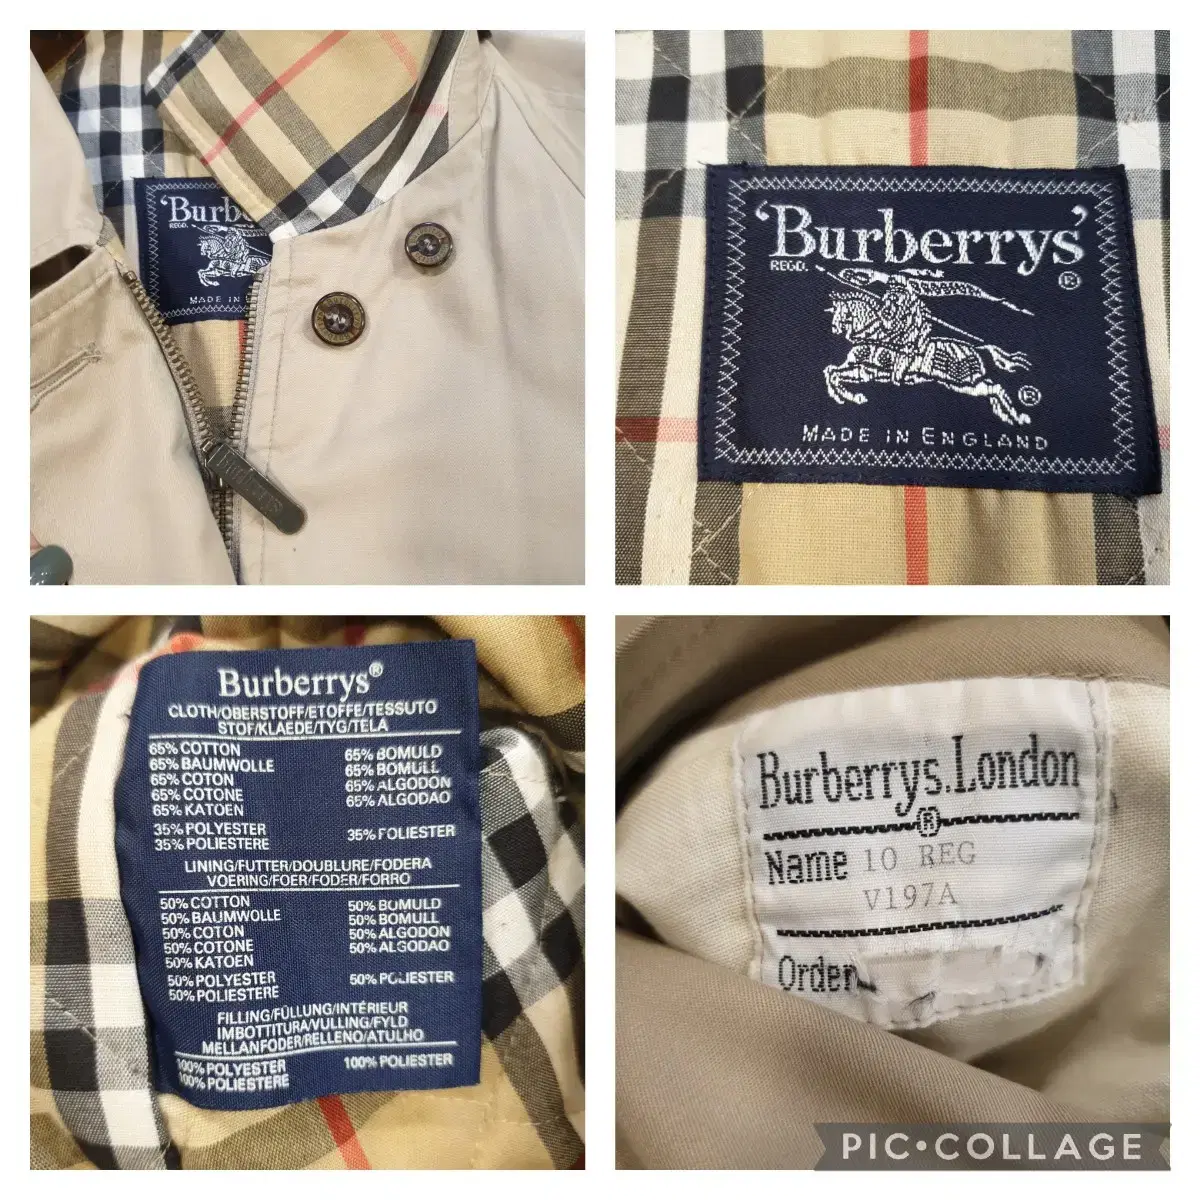 'Burb
REGD.
MADE IN E
'Burberrys'
REGD.
®
®
MADE IN ENGLAND
Burberrys®
CLOTH/OBERSTOFF/ETOFFE/TESSUTO
STOF/KLAEDE/TYG/TELA
65% COTTON 65% BOMULD
65% BAUMWOLLE 65% BOMULL
65% COTON 65% ALGODON
65% COTONE 65% ALGODAO
65% KATOEN
35% POLYESTER 35% POLIESTER
35% POLIESTERE
LINING/FUTTER/DOUBLURE/FODERA
VOERING/FOER/FODER/FORRO
50% COTTON 50% BOMULD
50% BAUMWOLLE 50% BOMULL
50% COTON 50% ALGODON
50% COTONE 50% ALGODAO
50% KATOEN
50% POLYESTER 50% POLIESTER
50% POLIESTERE
FILLING/FÜLLUNG/INTÉRIEUR
IMBOTTITURA/VULLING/FYLD
MELLANFODER/RELLENO/ATULHO
100% POLYESTER 100% POLIESTER
100% POLIESTERE
Burberrys.London
®
Name 10 REG
V197A
Order
PIC•COLLAGE